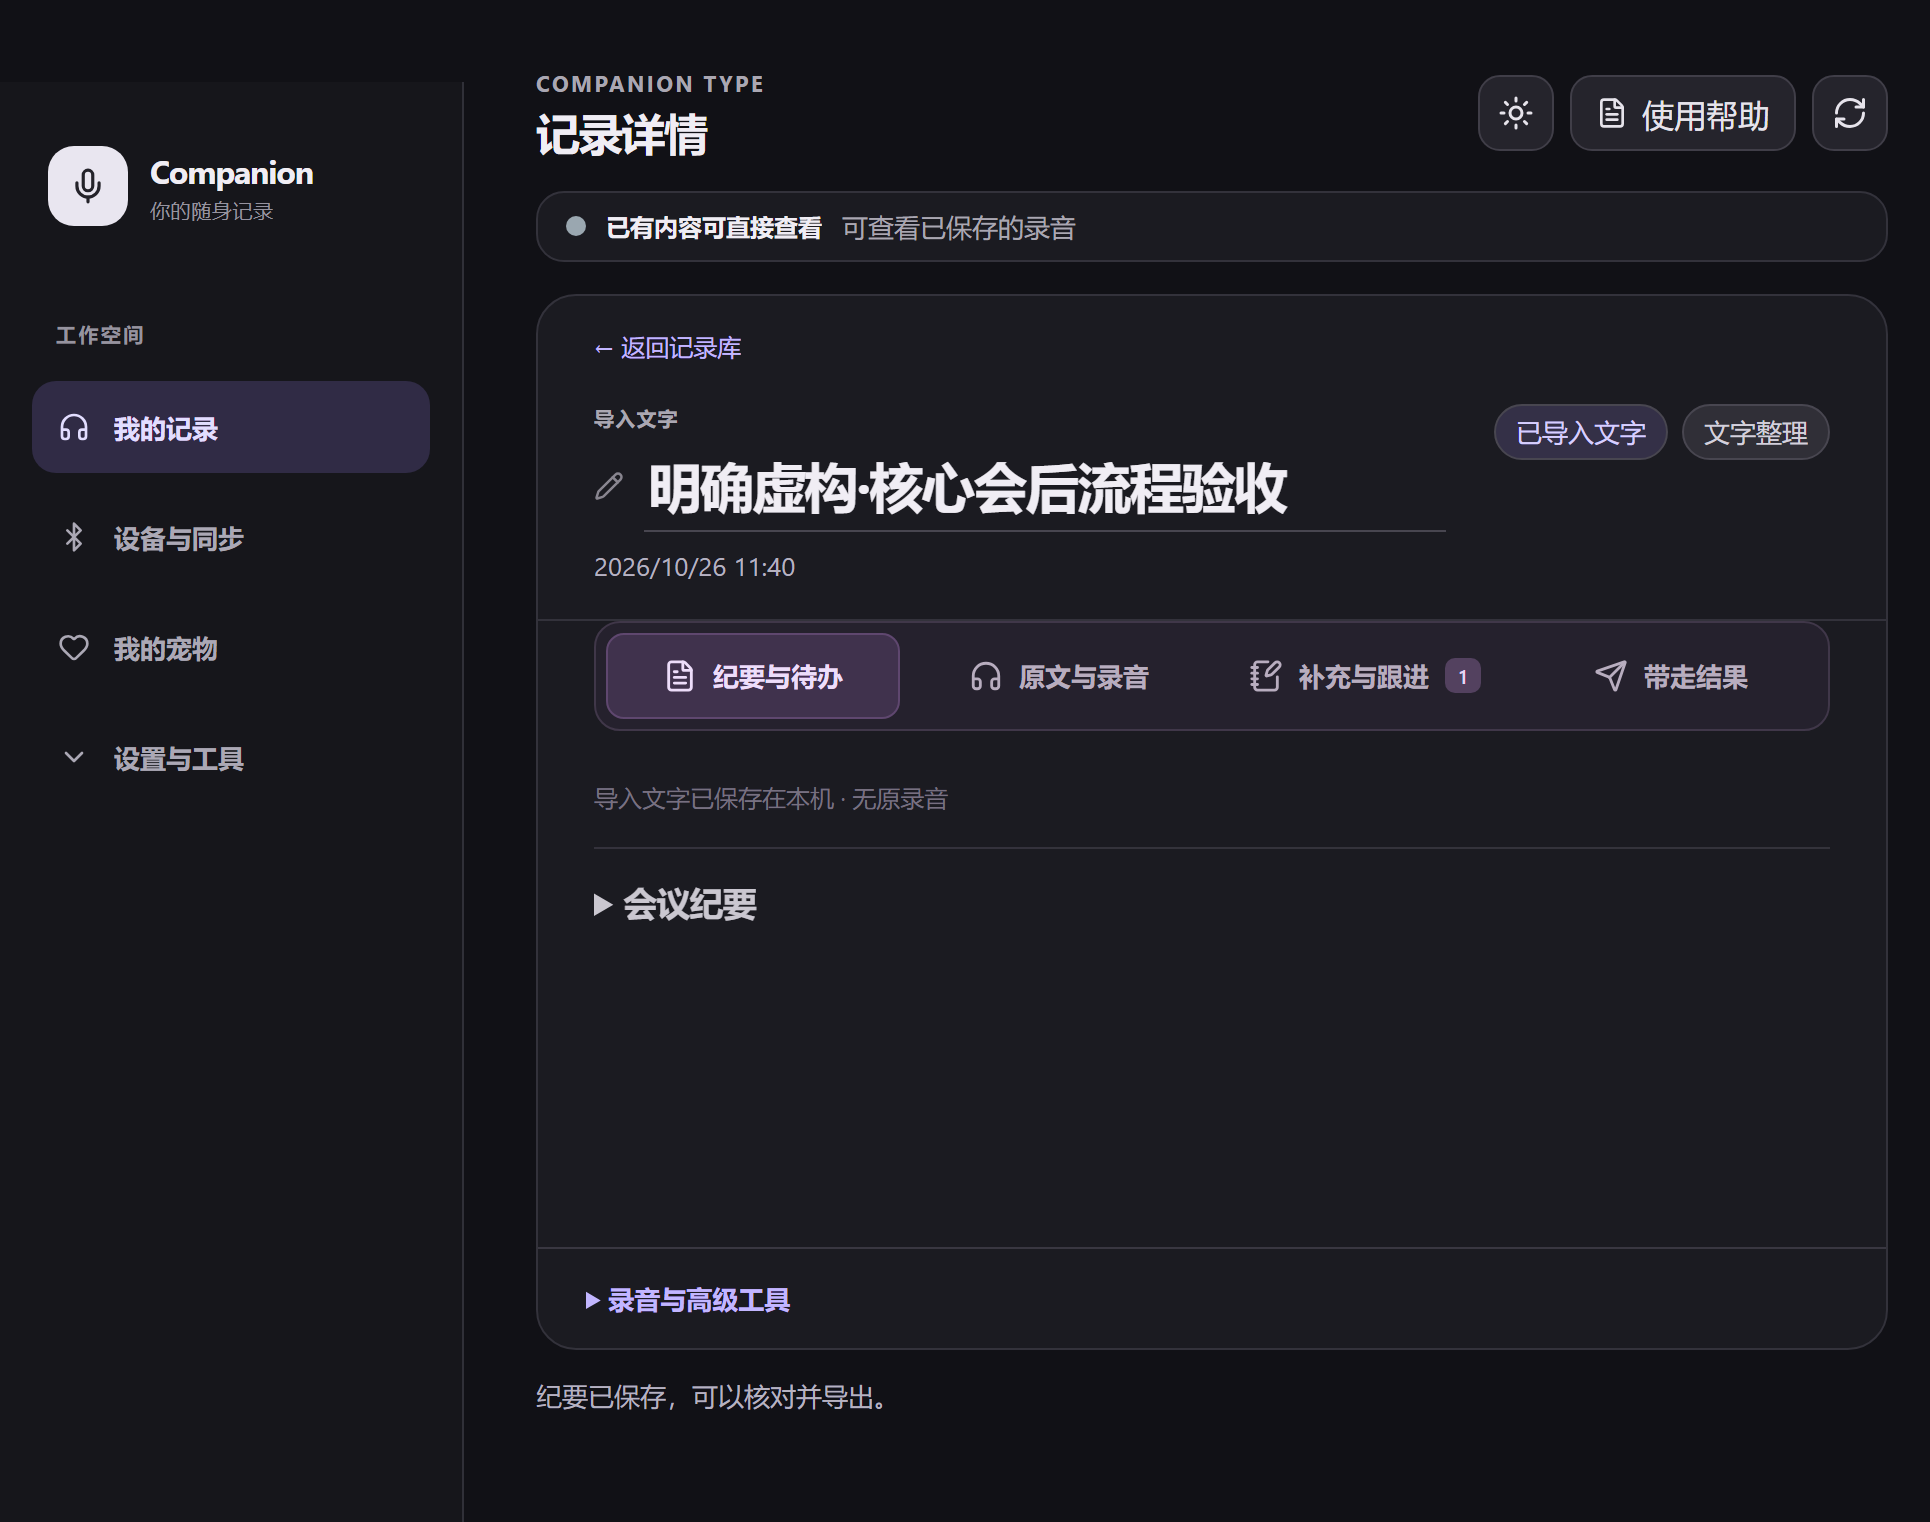 COMPANION TYPE
记录详情
使用帮助
Companion
你的随身记录
已有内容可直接查看 可查看已保存的录音
工作空间
我的记录
设备与同步
我的宠物
设置与工具
← 返回记录库
导入文字
已导入文字 文字整理
明确虚构·核心会后流程验收
2026/10/26 11:40
纪要与待办 原文与录音 补充与跟进 1 带走结果
导入文字已保存在本机 · 无原录音
会议纪要
录音与高级工具
纪要已保存，可以核对并导出。